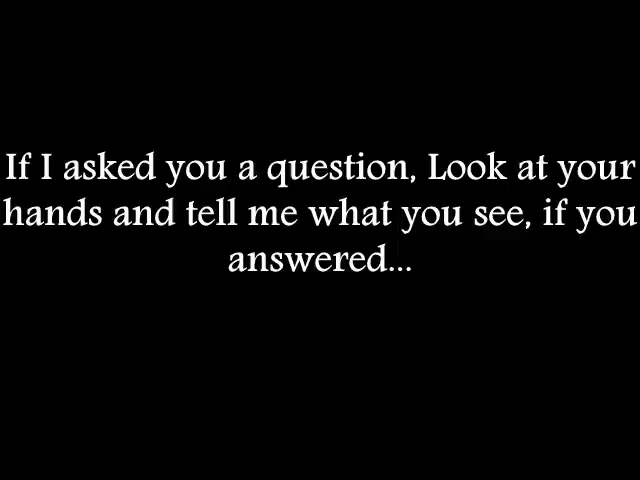 If I asked you a question, Look at your
hands and tell me what you see, if you
answered...